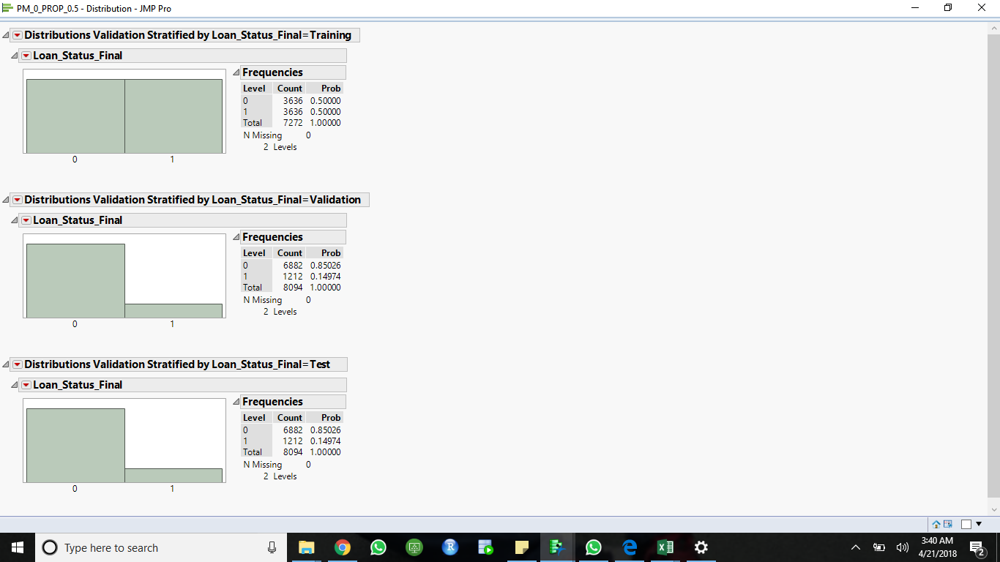 PM_0_PROP_0.5 - Distribution - JMP Pro
Distributions Validation Stratified by Loan_Status_Final=Training
Loan_Status_Final
Frequencies
Level Count Prob
0 3636 0.50000
1 3636 0.50000
Total 7272 1.00000
N Missing 0
2 Levels
0 1
Distributions Validation Stratified by Loan_Status_Final=Validation
Loan_Status_Final
Frequencies
Level Count Prob
0 6882 0.85026
1 1212 0.14974
Total 8094 1.00000
N Missing 0
2 Levels
0 1
Distributions Validation Stratified by Loan_Status_Final=Test
Loan_Status_Final
Frequencies
Level Count Prob
0 6882 0.85026
1 1212 0.14974
Total 8094 1.00000
N Missing 0
2 Levels
0 1
Type here to search
R
3:40 AM
4/21/2018
2